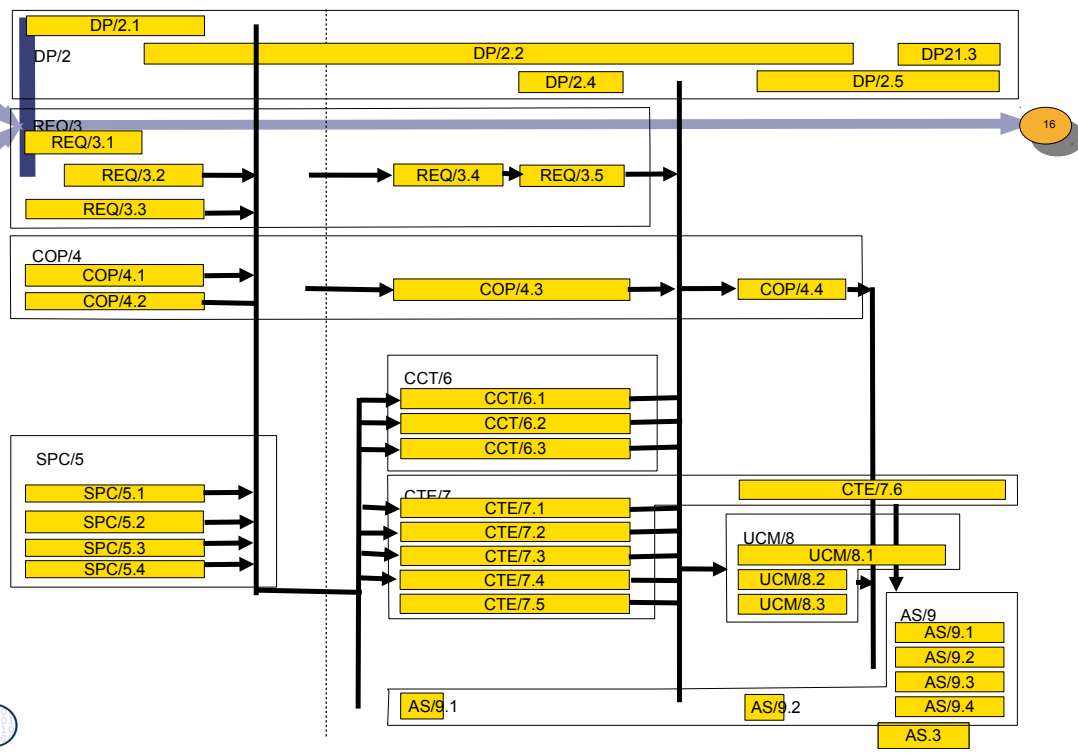 DP/2.1
DP/2
DP/2.2
DP21.3
DP/2.4
DP/2.5
REQ/3
16
REQ/3.1
REQ/3.2
REQ/3.4
REQ/3.5
REQ/3.3
COP/4
COP/4.1
COP/4.3
COP/4.4
COP/4.2
CCT/6
CCT/6.1
CCT/6.2
CCT/6.3
SPC/5
SPC/5.1
SPC/5.2
SPC/5.3
SPC/5.4
CTE/7
CTE/7.6
CTE/7.1
CTE/7.2
CTE/7.3
CTE/7.4
CTE/7.5
UCM/8
UCM/8.1
UCM/8.2
UCM/8.3
AS/9
AS/9.1
AS/9.2
AS/9.3
AS/9.4
AS/9.1
AS/9.2
AS.3